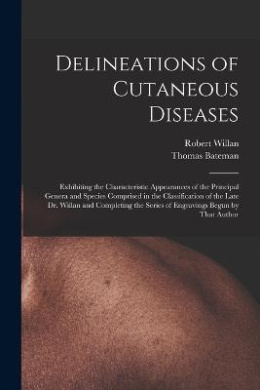 Delineations of
Cutaneous
Diseases
Robert Willan
Thomas Bateman
Exhibiting the Characteristic Appearances of the Principal
Genera and Species Comprised in the Classification of the Late
Dr. Willan and Completing the Series of Engravings Begun by
That Author